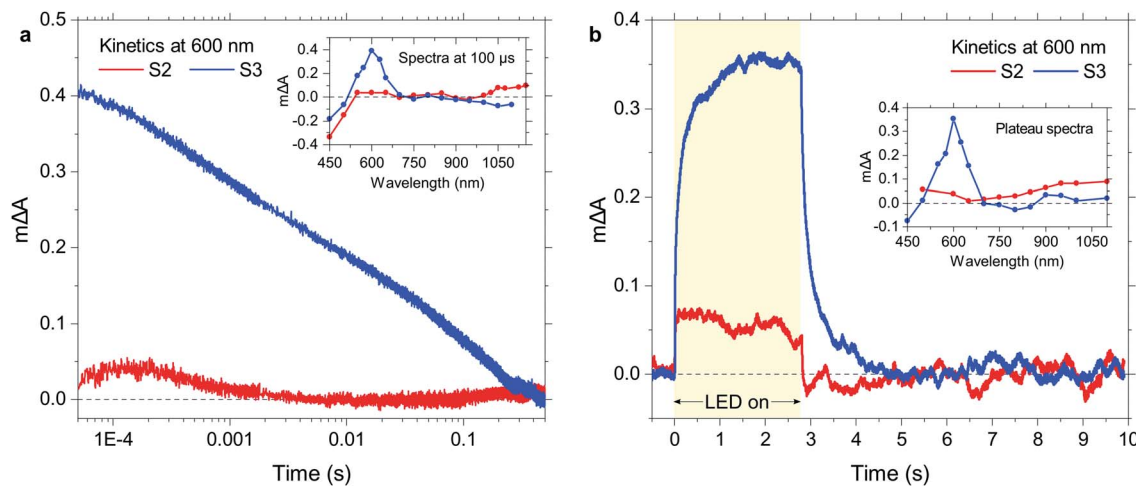 a
Kinetics at 600 nm
S2 S3
Spectra at 100 µs
mΔA
0.4
0.2
0.0
-0.2
-0.4
450 600 750 900 1050
Wavelength (nm)
mΔA
0.5
0.4
0.3
0.2
0.1
0.0
1E-4 0.001 0.01 0.1
Time (s)
b
Kinetics at 600 nm
S2 S3
Plateau spectra
mΔA
0.4
0.3
0.2
0.1
0.0
-0.1
450 600 750 900 1050
Wavelength (nm)
mΔA
0.4
0.3
0.2
0.1
0.0
LED on
0 1 2 3 4 5 6 7 8 9 10
Time (s)